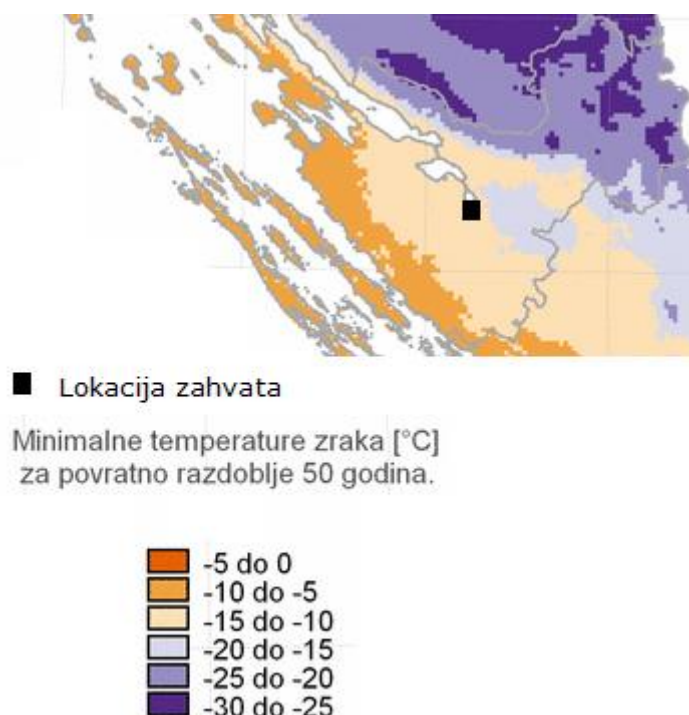 Lokacija zahvata
Minimalne temperature zraka [°C]
za povratno razdoblje 50 godina.
-5 do 0
-10 do -5
-15 do -10
-20 do -15
-25 do -20
-30 do -25